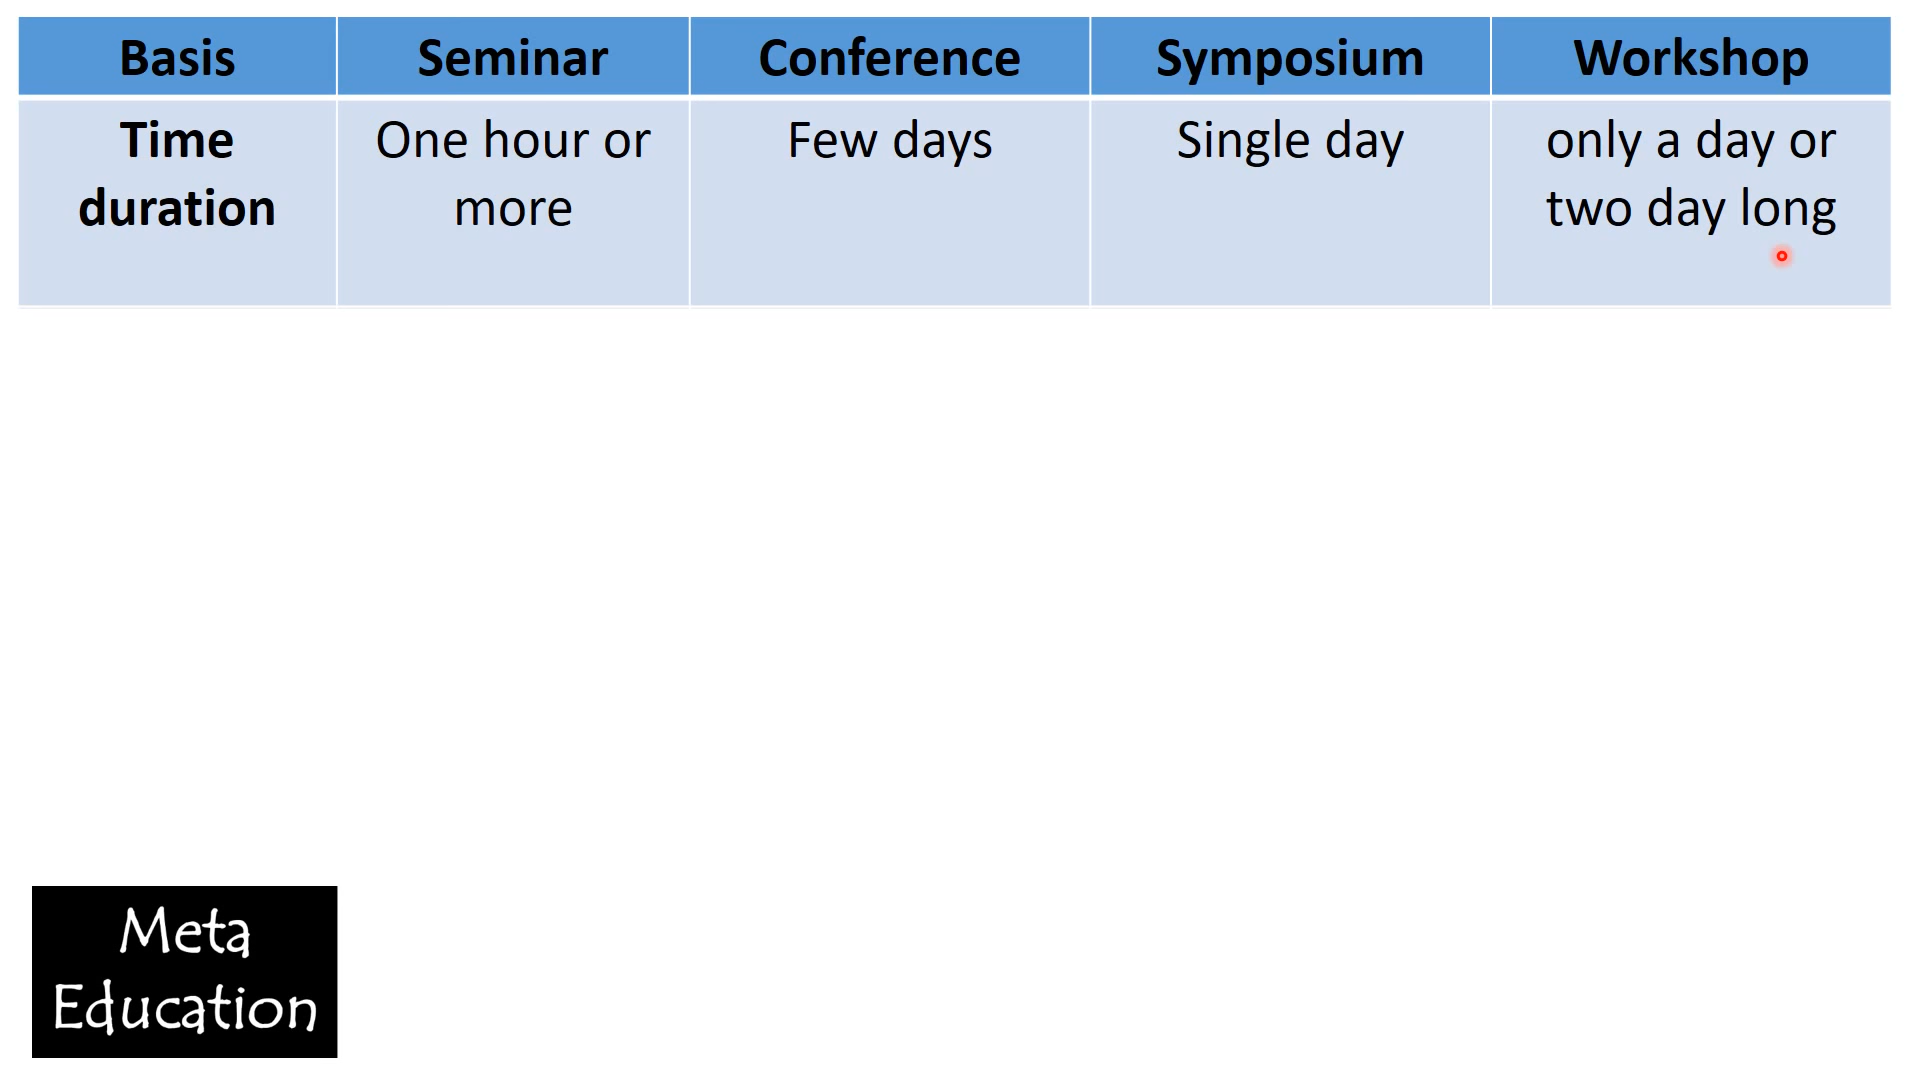 Basis Seminar Conference Symposium Workshop
Time One hour or Few days Single day only a day or
duration more two day long
Meta
Education